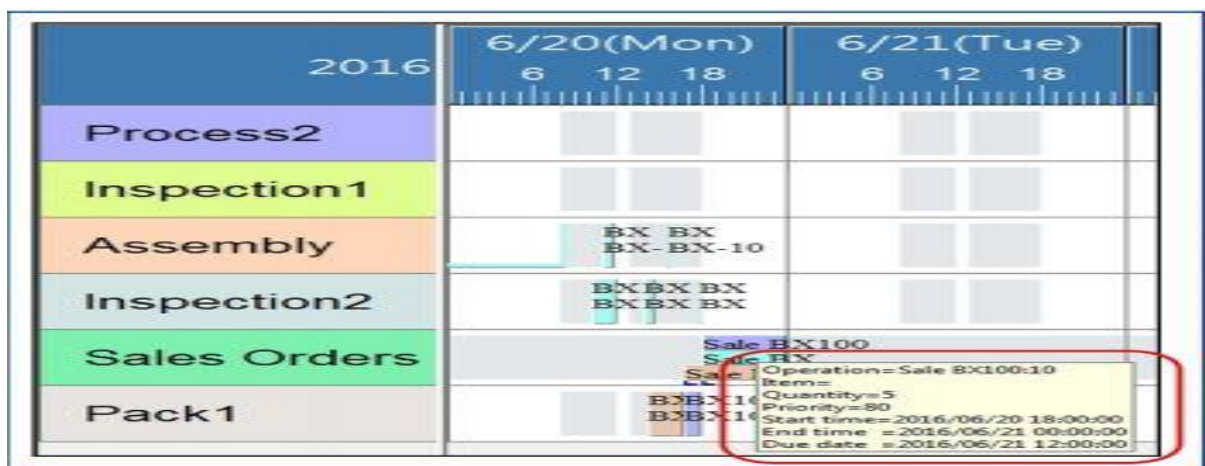 2016
6/20(Mon) 6/21(Tue)
6 12 18 6 12 18
Process2
Inspection1
Assembly
BX BX
BX- BX-10
Inspection2
BX BX BX
BX BX BX
Sales Orders
Sale BX100
Sale BX
Sale
Pack1
Operation=Sale BX100:10
Item=
Quantity=5
Priority=80
Start time=2016/06/20 18:00:00
End time =2016/06/21 00:00:00
Due date =2016/06/21 12:00:00